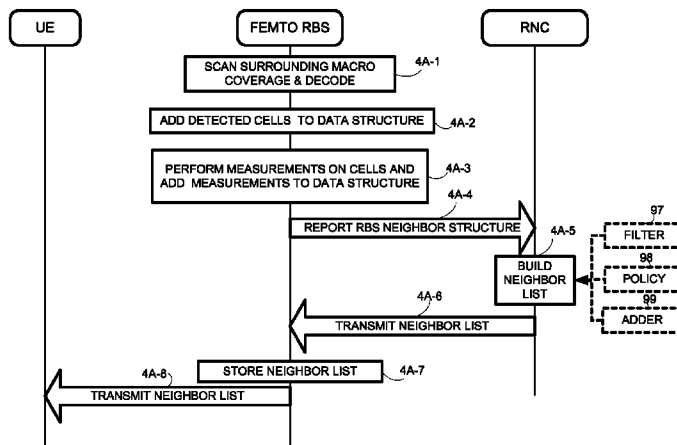 UE
FEMTO RBS
RNC
SCAN SURROUNDING MACRO
COVERAGE & DECODE
4A-1
ADD DETECTED CELLS TO DATA STRUCTURE
4A-2
PERFORM MEASUREMENTS ON CELLS AND
ADD MEASUREMENTS TO DATA STRUCTURE
4A-3
4A-4
REPORT RBS NEIGHBOR STRUCTURE
4A-5
BUILD
NEIGHBOR
LIST
97
FILTER
98
POLICY
99
ADDER
4A-6
TRANSMIT NEIGHBOR LIST
STORE NEIGHBOR LIST
4A-7
4A-8
TRANSMIT NEIGHBOR LIST